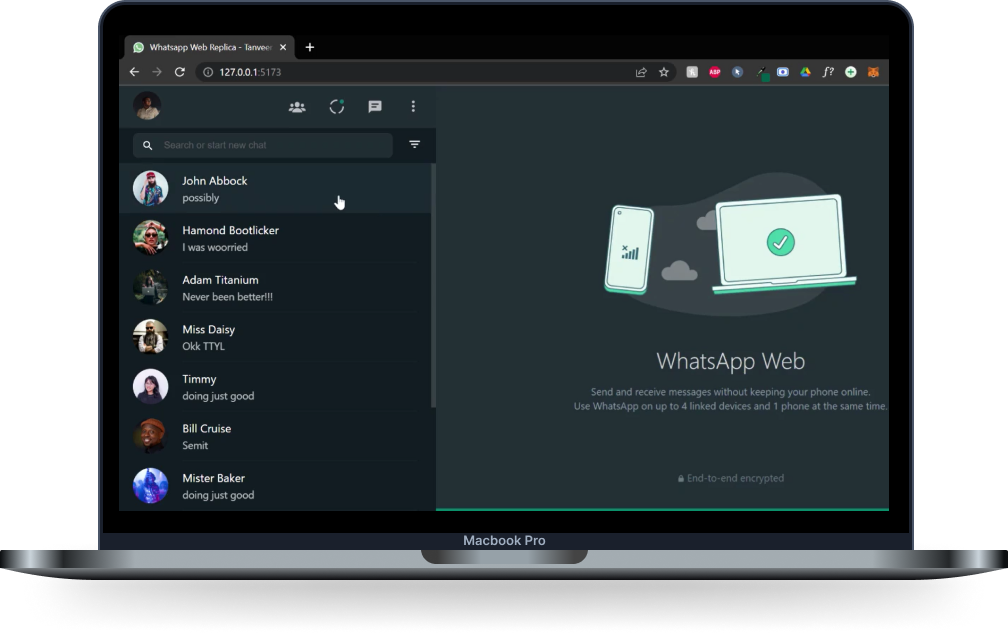 Whatsapp Web Replica - Tanveer
127.0.0.1:5173
ABP
f?
Search or start new chat
John Abbock
possibly
Hamond Bootlicker
I was woorried
Adam Titanium
Never been better!!!
Miss Daisy
Okk TTYL
Timmy
doing just good
Bill Cruise
Semit
Mister Baker
doing just good
WhatsApp Web
Send and receive messages without keeping your phone online.
Use WhatsApp on up to 4 linked devices and 1 phone at the same time.
End-to-end encrypted
Macbook Pro